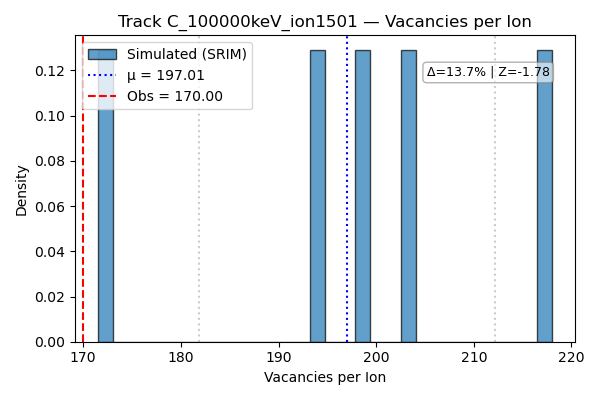 Track C_100000keV_ion1501 — Vacancies per Ion
Simulated (SRIM)
μ = 197.01
Obs = 170.00
Δ=13.7% | Z=-1.78
Density
0.12
0.10
0.08
0.06
0.04
0.02
0.00
170 180 190 200 210 220
Vacancies per Ion